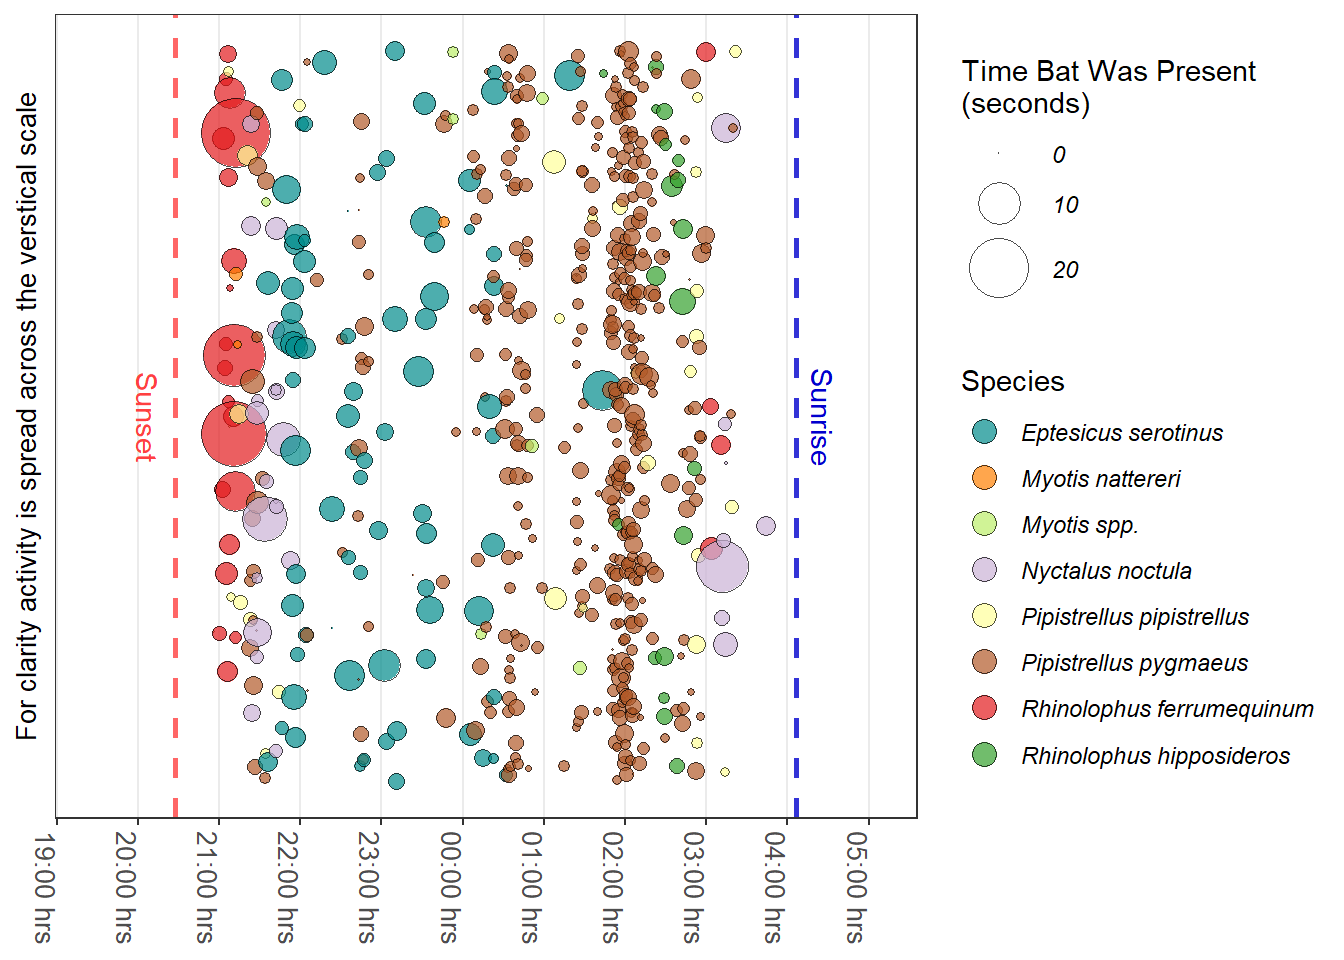 For clarity activity is spread across the verstical scale
Sunset
Sunrise
19:00 hrs
20:00 hrs
21:00 hrs
22:00 hrs
23:00 hrs
00:00 hrs
01:00 hrs
02:00 hrs
03:00 hrs
04:00 hrs
05:00 hrs
Time Bat Was Present
(seconds)
0
10
20
Species
Eptesicus serotinus
Myotis nattereri
Myotis spp.
Nyctalus noctula
Pipistrellus pipistrellus
Pipistrellus pygmaeus
Rhinolophus ferrumequinum
Rhinolophus hipposideros